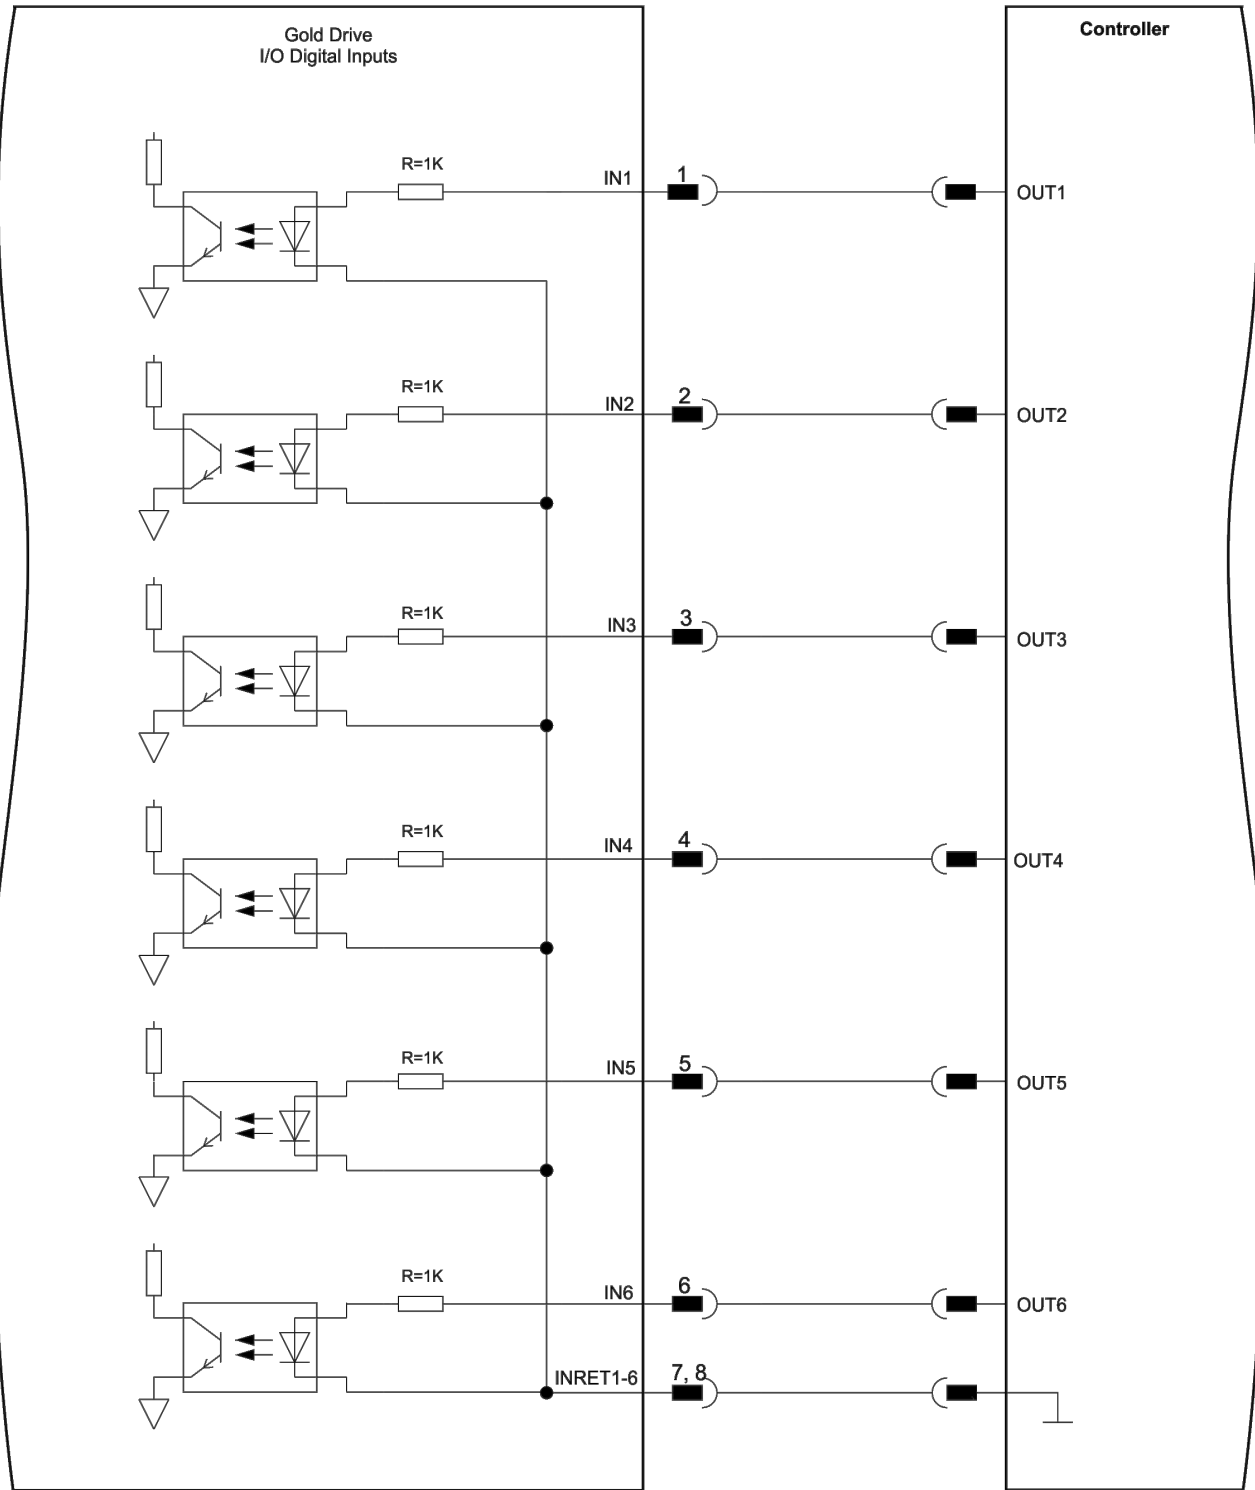 Gold Drive
I/O Digital Inputs
Controller
R=1K
IN1
1
OUT1
R=1K
IN2
2
OUT2
R=1K
IN3
3
OUT3
R=1K
IN4
4
OUT4
R=1K
IN5
5
OUT5
R=1K
IN6
6
OUT6
INRET1-6
7, 8